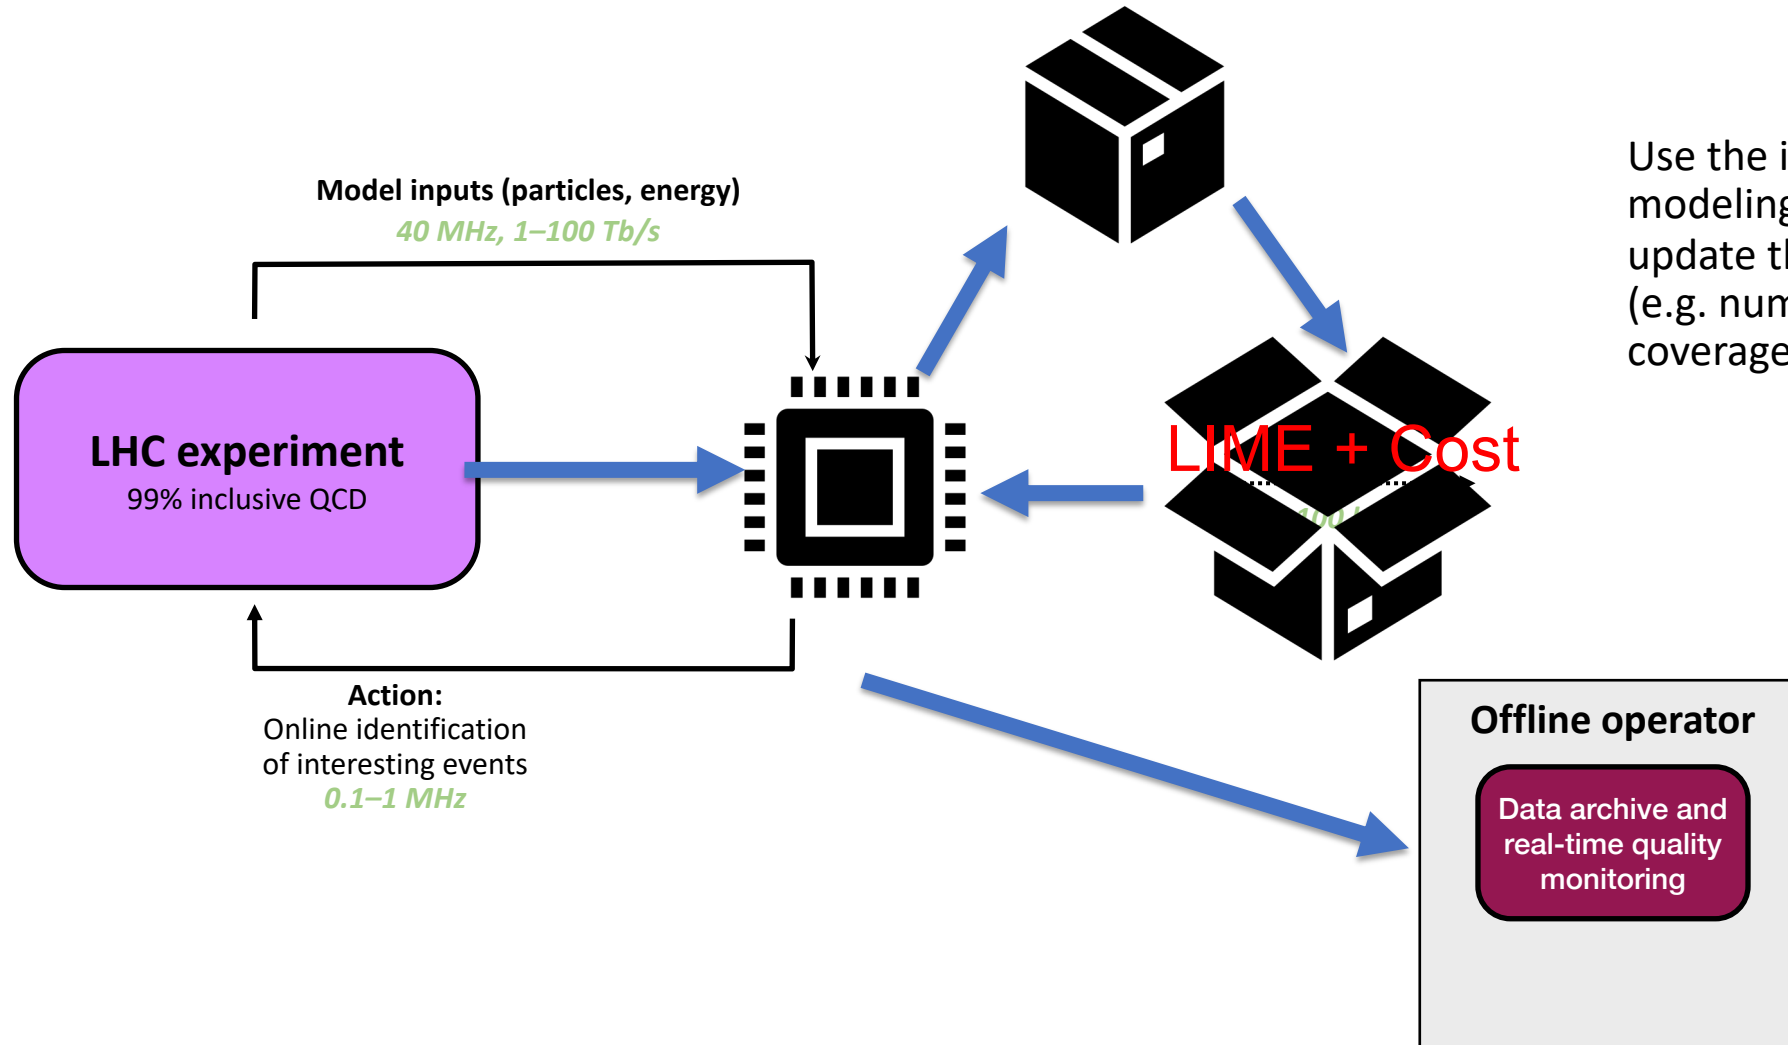 Model inputs (particles, energy)
40 MHz, 1–100 Tb/s
LHC experiment
99% inclusive QCD
Action:
Online identification
of interesting events
0.1–1 MHz
LIME + Cost
Use the
modeling
update
(e.g.
coverage
Offline operator
Data archive and
real-time quality
monitoring